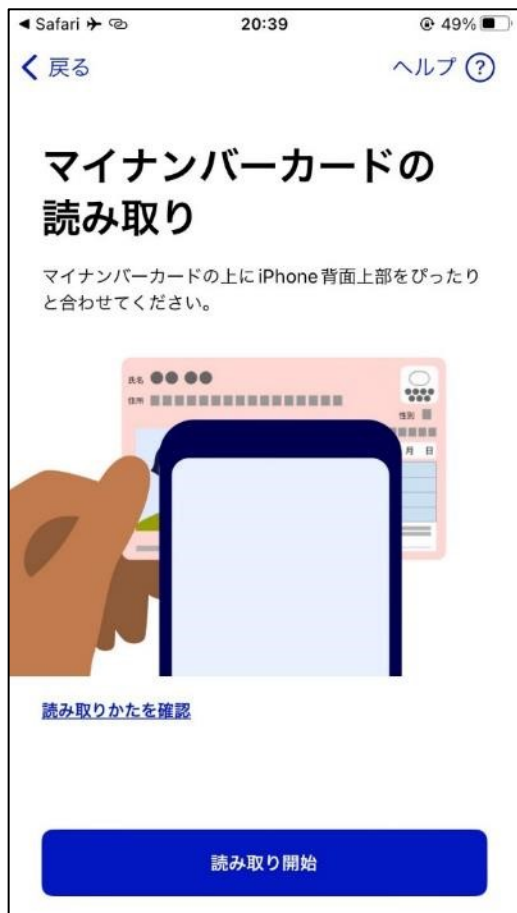 ◀ Safari
20:39
49%
戻る
ヘルプ ?
マイナンバーカードの
読み取り
マイナンバーカードの上にiPhone背面上部をぴったり
と合わせてください。
氏名
住所
性別
月 日
読み取りかたを確認
読み取り開始